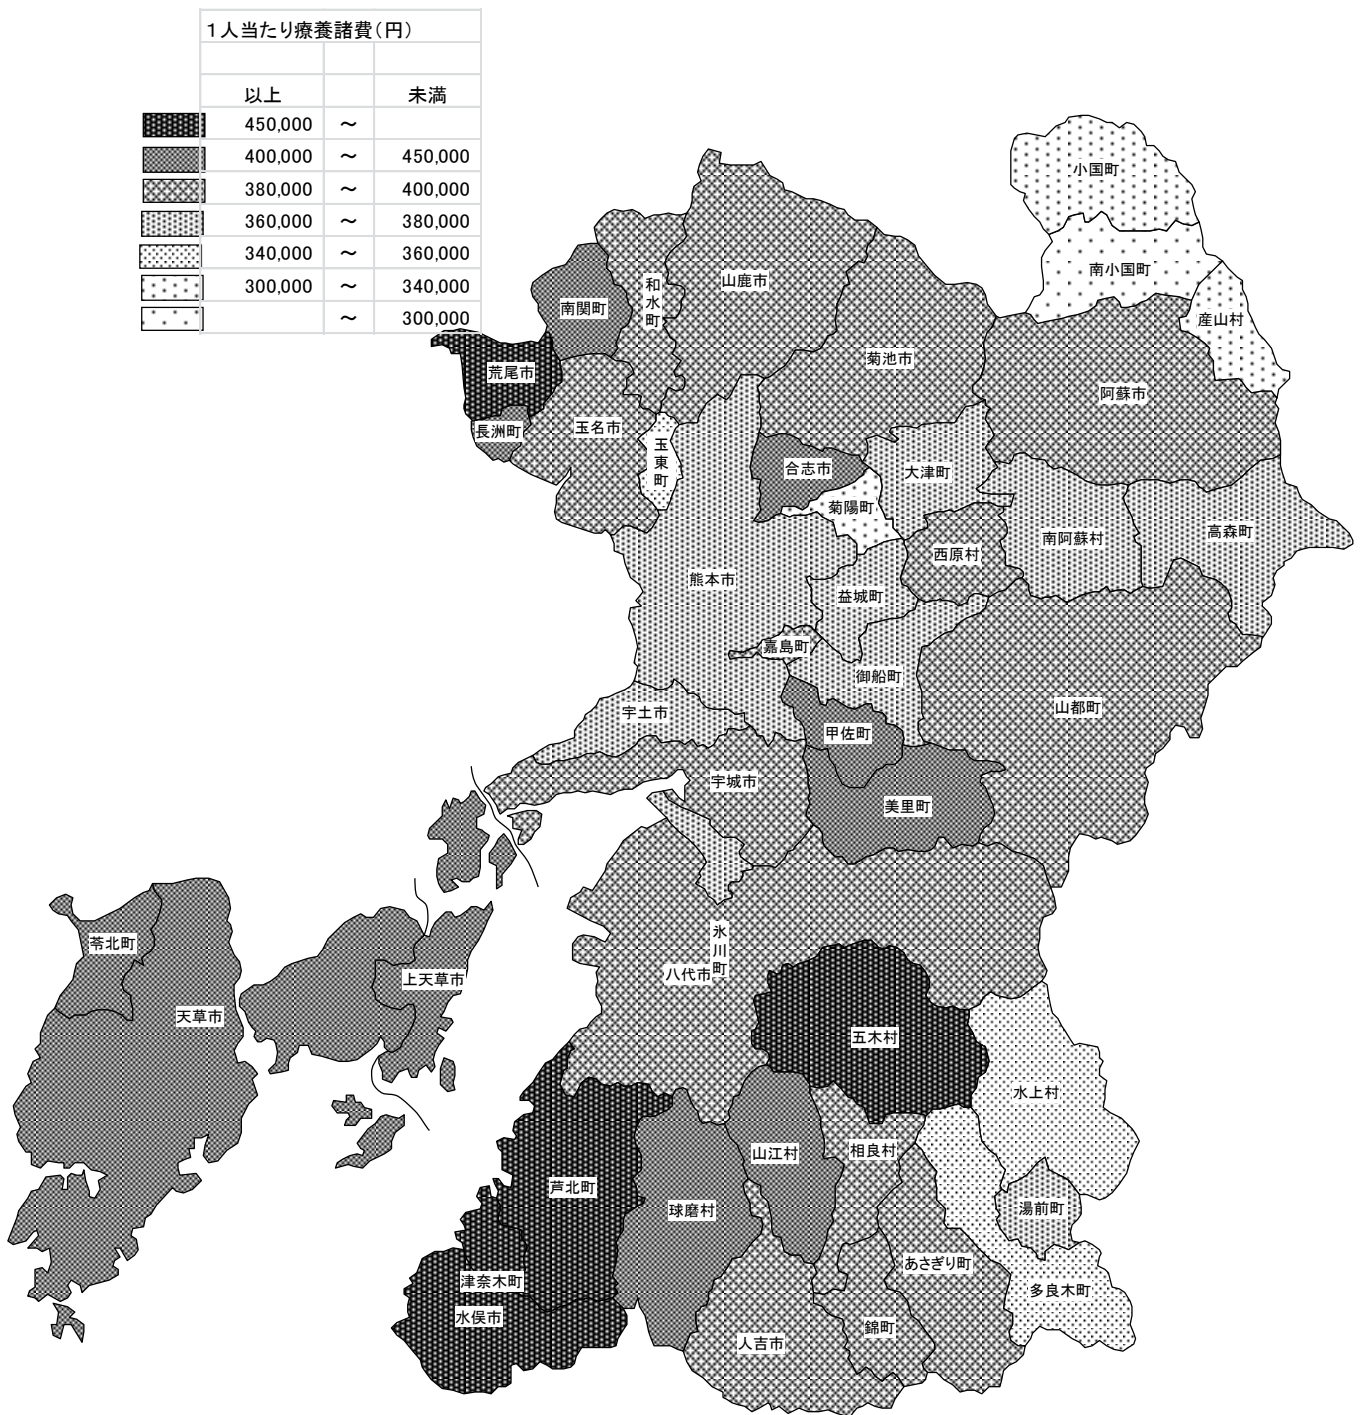 １人当たり療養諸費（円）
以上 未満
450,000 ～
400,000 ～ 450,000
380,000 ～ 400,000
360,000 ～ 380,000
340,000 ～ 360,000
300,000 ～ 340,000
～ 300,000
小国町
南小国町
産山村
和水町
山鹿市
南関町
菊池市
荒尾市
阿蘇市
長洲町
玉名市
玉東町
合志市
大津町
菊陽町
高森町
南阿蘇村
西原村
熊本市
益城町
嘉島町
御船町
山都町
宇土市
甲佐町
宇城市
美里町
氷川町
八代市
苓北町
上天草市
天草市
五木村
水上村
相良村
山江村
芦北町
球磨村
湯前町
あさぎり町
津奈木町
多良木町
水俣市
錦町
人吉市